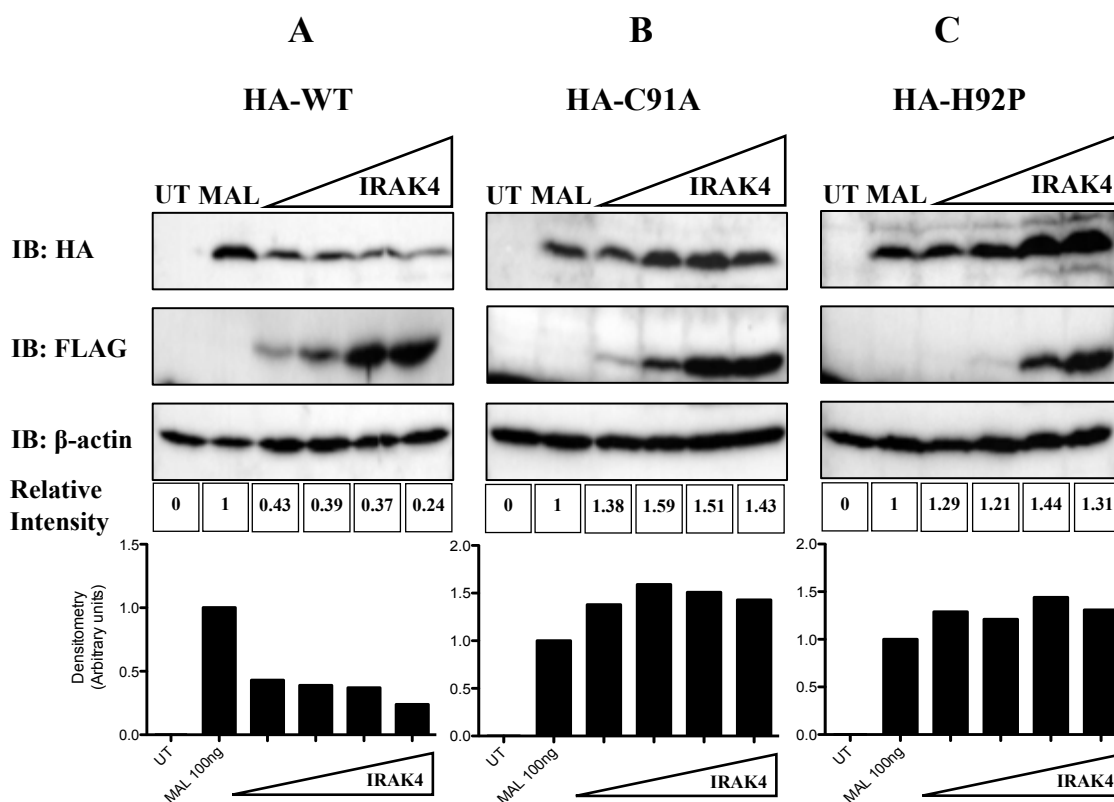 A B C
HA-WT HA-C91A HA-H92P
UT MAL IRAK4 UT MAL IRAK4 UT MAL IRAK4
IB: HA
IB: FLAG
IB: β-actin
Relative Intensity
0 1 0.43 0.39 0.37 0.24 0 1 1.38 1.59 1.51 1.43 0 1 1.29 1.21 1.44 1.31
Densitometry
(Arbitrary units)
1.5 2.0 2.0
1.0 1.5 1.5
0.5 1.0 1.0
0.0 0.5 0.5
0.0 0.0
UT MAL 100ng IRAK4 UT MAL 100ng IRAK4 UT MAL 100ng IRAK4